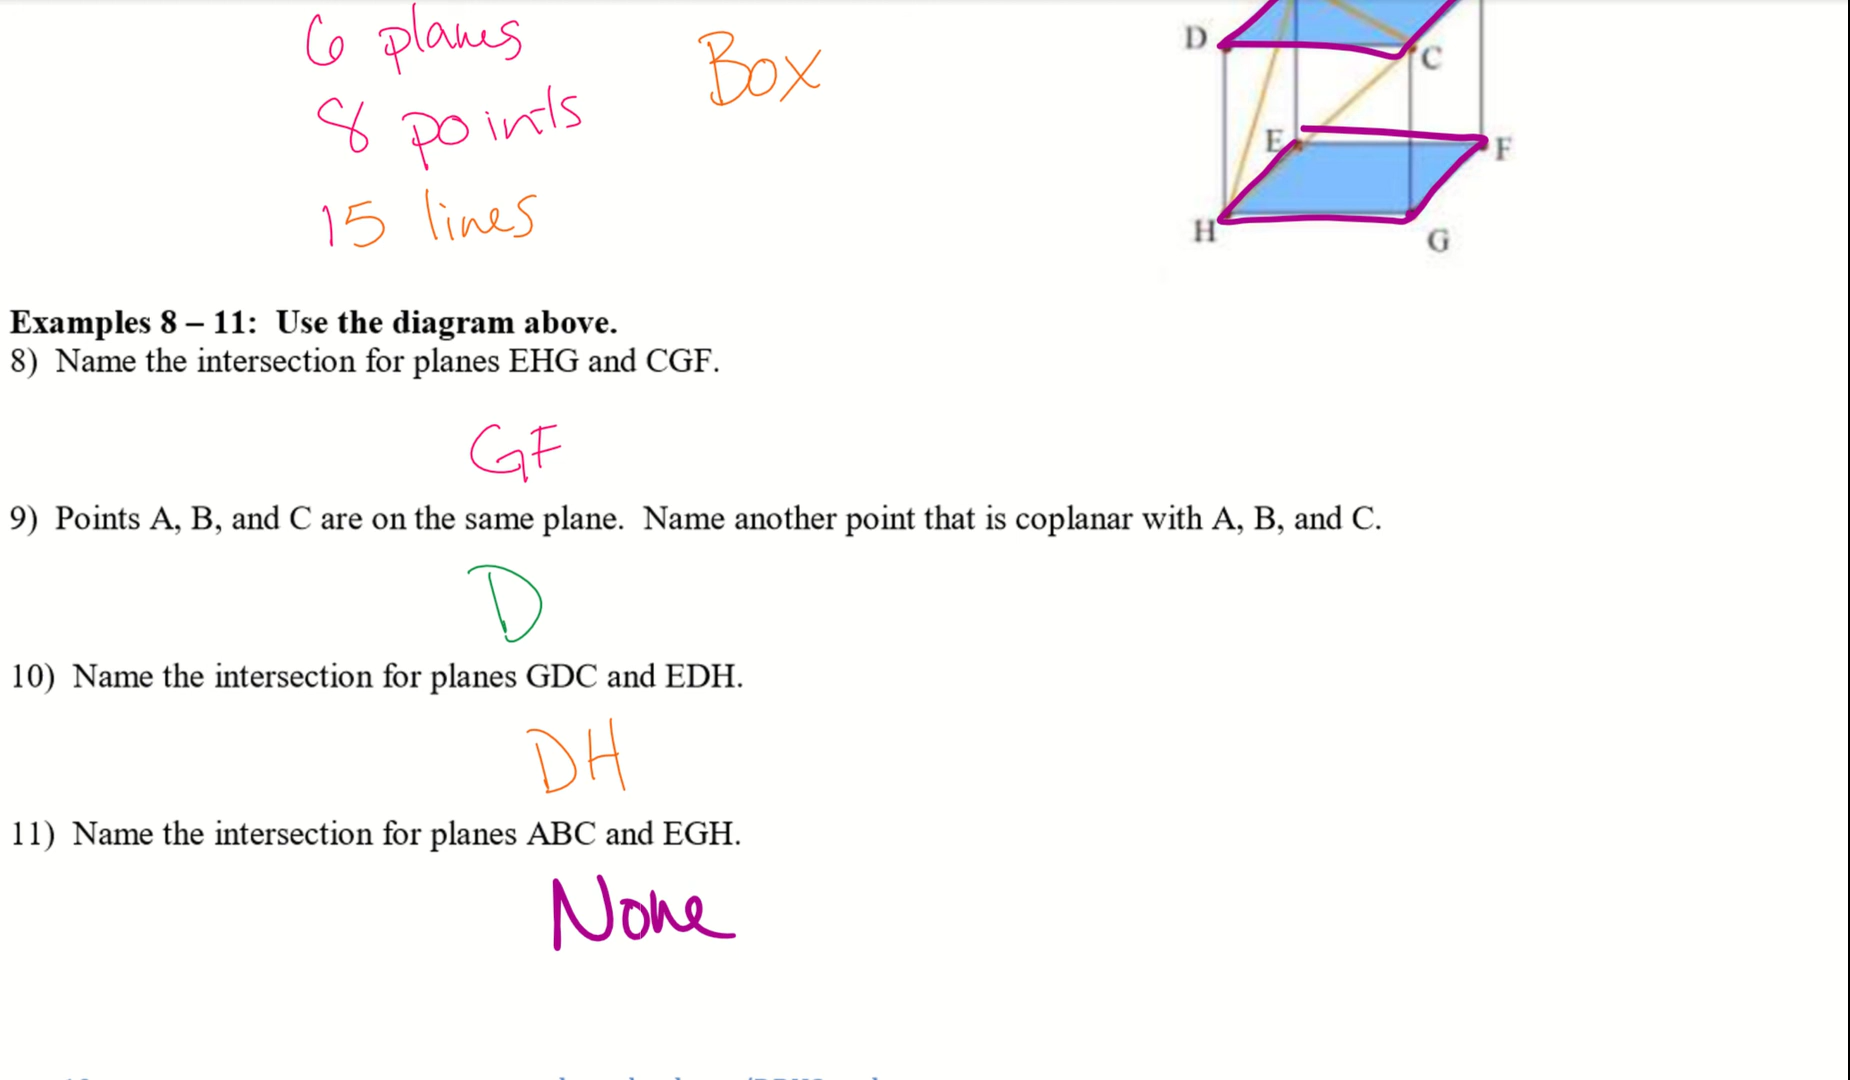 6 planes
Box
8 points
15 lines
D
C
E
F
H
G
Examples 8 – 11:  Use the diagram above.
8)  Name the intersection for planes EHG and CGF.
GF
9)  Points A, B, and C are on the same plane.  Name another point that is coplanar with A, B, and C.
D
10)  Name the intersection for planes GDC and EDH.
DH
11)  Name the intersection for planes ABC and EGH.
None